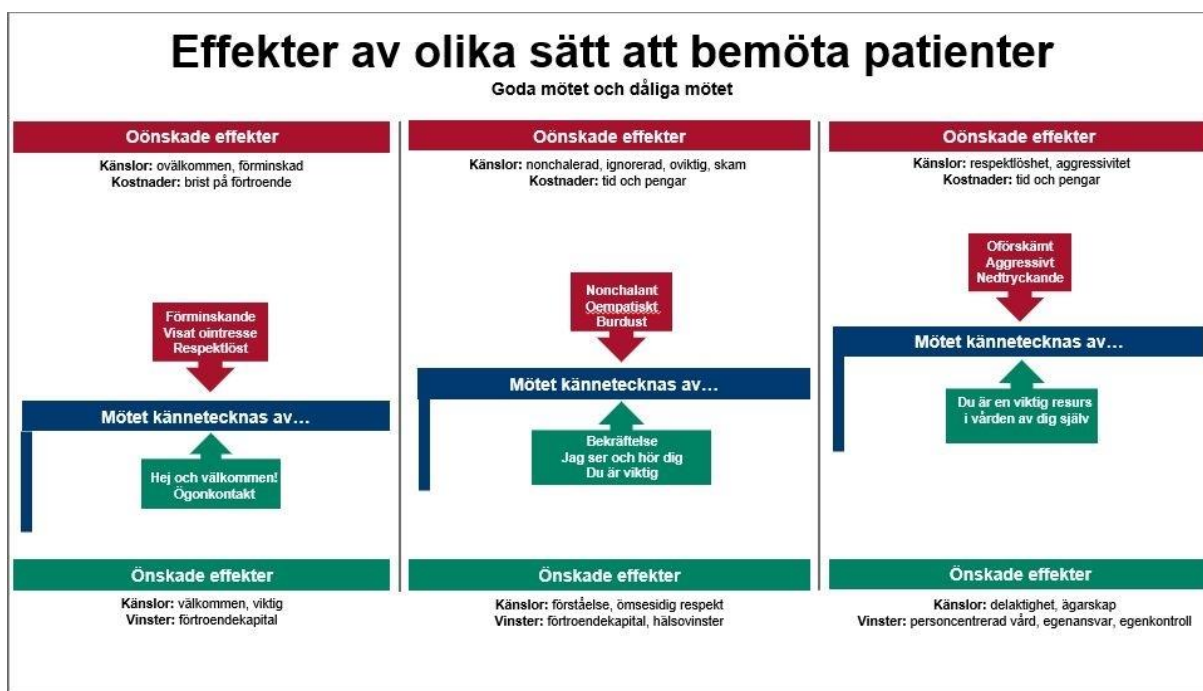 Effekter av olika sätt att bemöta patienter
Goda mötet och dåliga mötet
Oönskade effekter
Känslor: ovälkommen, förminskad
Kostnader: brist på förtroende
Förminskande
Visat ointresse
Respektlöst
Mötet kännetecknas av…
Hej och välkommen!
Ögonkontakt
Önskade effekter
Känslor: välkommen, viktig
Vinster: förtroendekapital
Oönskade effekter
Känslor: nonchalerad, ignorerad, oviktig, skam
Kostnader: tid och pengar
Nonchalant
Oempatiskt
Burdust
Mötet kännetecknas av…
Bekräftelse
Jag ser och hör dig
Du är viktig
Önskade effekter
Känslor: förståelse, ömsesidig respekt
Vinster: förtroendekapital, hälsovinster
Oönskade effekter
Känslor: respektlöshet, aggressivitet
Kostnader: tid och pengar
Oförskämt
Aggressivt
Nedtryckande
Mötet kännetecknas av…
Du är en viktig resurs
i vården av dig själv
Önskade effekter
Känslor: delaktighet, ägarskap
Vinster: personcentrerad vård, egenansvar, egenkontroll